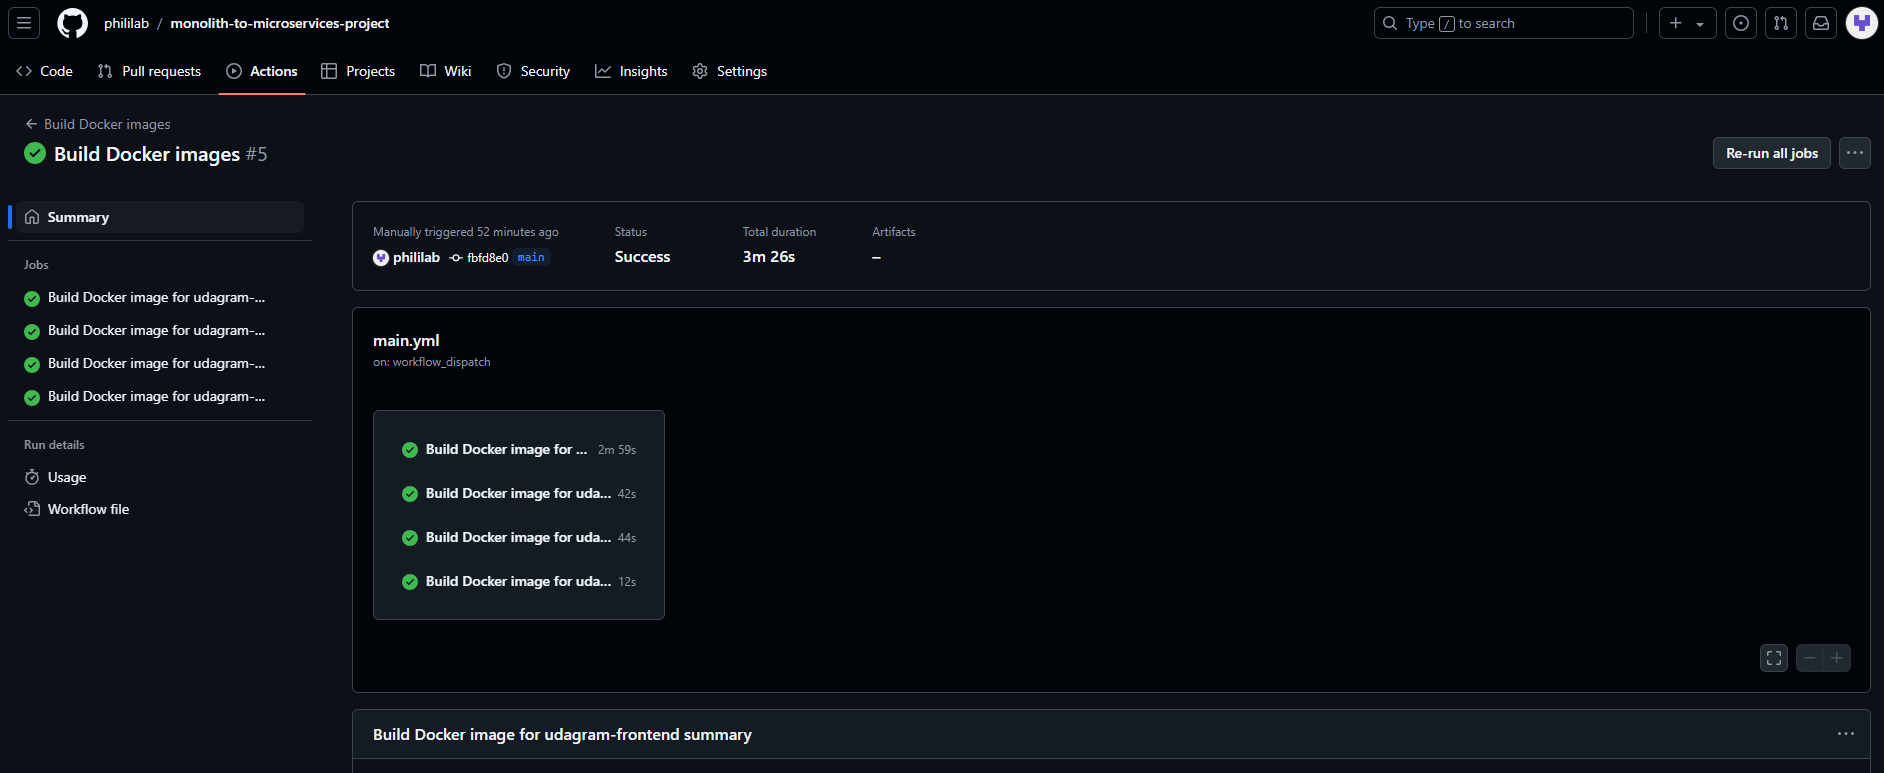 phililab / monolith-to-microservices-project
Type / to search
Code Pull requests Actions Projects Wiki Security Insights Settings
← Build Docker images
Build Docker images #5
Re-run all jobs
Summary
Jobs
Build Docker image for udagram-...
Build Docker image for udagram-...
Build Docker image for udagram-...
Build Docker image for udagram-...
Run details
Usage
Workflow file
Manually triggered 52 minutes ago
phililab fbfd8e0 main
Status
Success
Total duration
3m 26s
Artifacts
–
main.yml
on: workflow_dispatch
Build Docker image for ... 2m 59s
Build Docker image for uda... 42s
Build Docker image for uda... 44s
Build Docker image for uda... 12s
Build Docker image for udagram-frontend summary